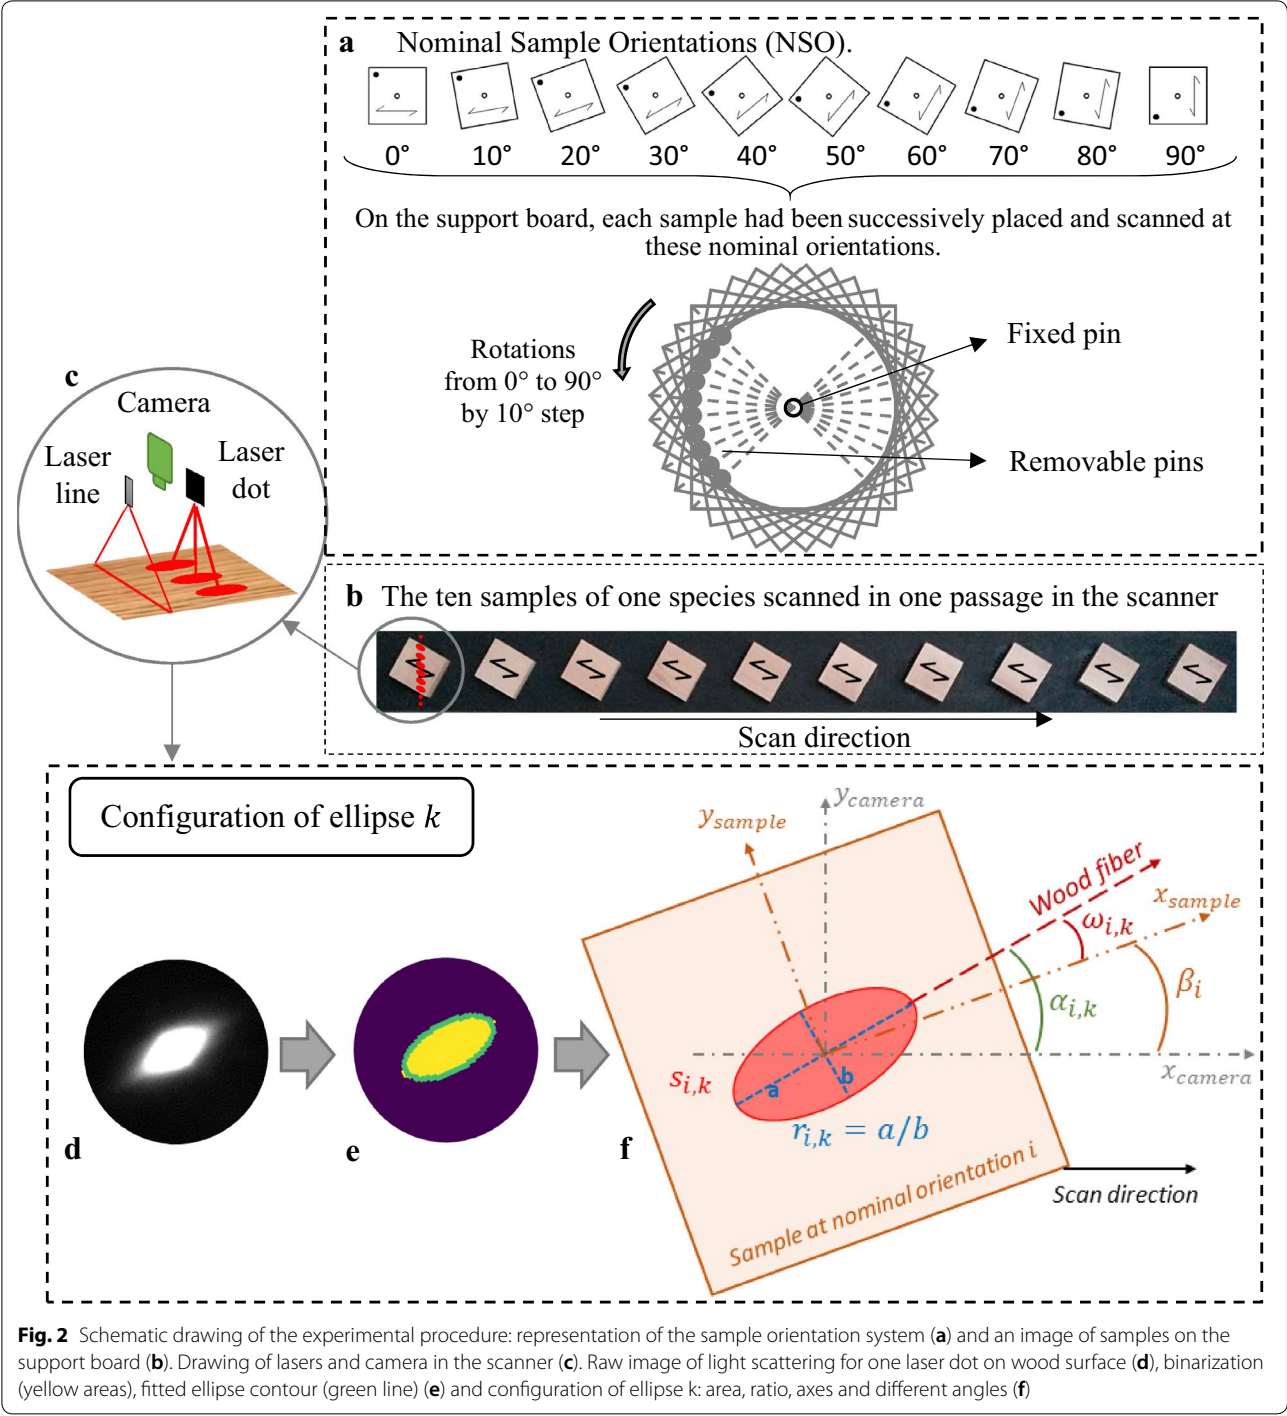 a Nominal Sample Orientations (NSO).
0° 10° 20° 30° 40° 50° 60° 70° 80° 90°
On the support board, each sample had been successively placed and scanned at
these nominal orientations.
Rotations
from 0° to 90°
by 10° step
Fixed pin
Removable pins
c
Camera
Laser
line
Laser
dot
b The ten samples of one species scanned in one passage in the scanner
Scan direction
Configuration of ellipse k
d
e
f
y_camera
y_sample
Wood fiber
x_sample
ω_{i,k}
β_i
α_{i,k}
x_camera
s_{i,k}
a
b
r_{i,k} = a/b
Sample at nominal orientation i
Scan direction
Fig. 2 Schematic drawing of the experimental procedure: representation of the sample orientation system (a) and an image of samples on the
support board (b). Drawing of lasers and camera in the scanner (c). Raw image of light scattering for one laser dot on wood surface (d), binarization
(yellow areas), fitted ellipse contour (green line) (e) and configuration of ellipse k: area, ratio, axes and different angles (f)